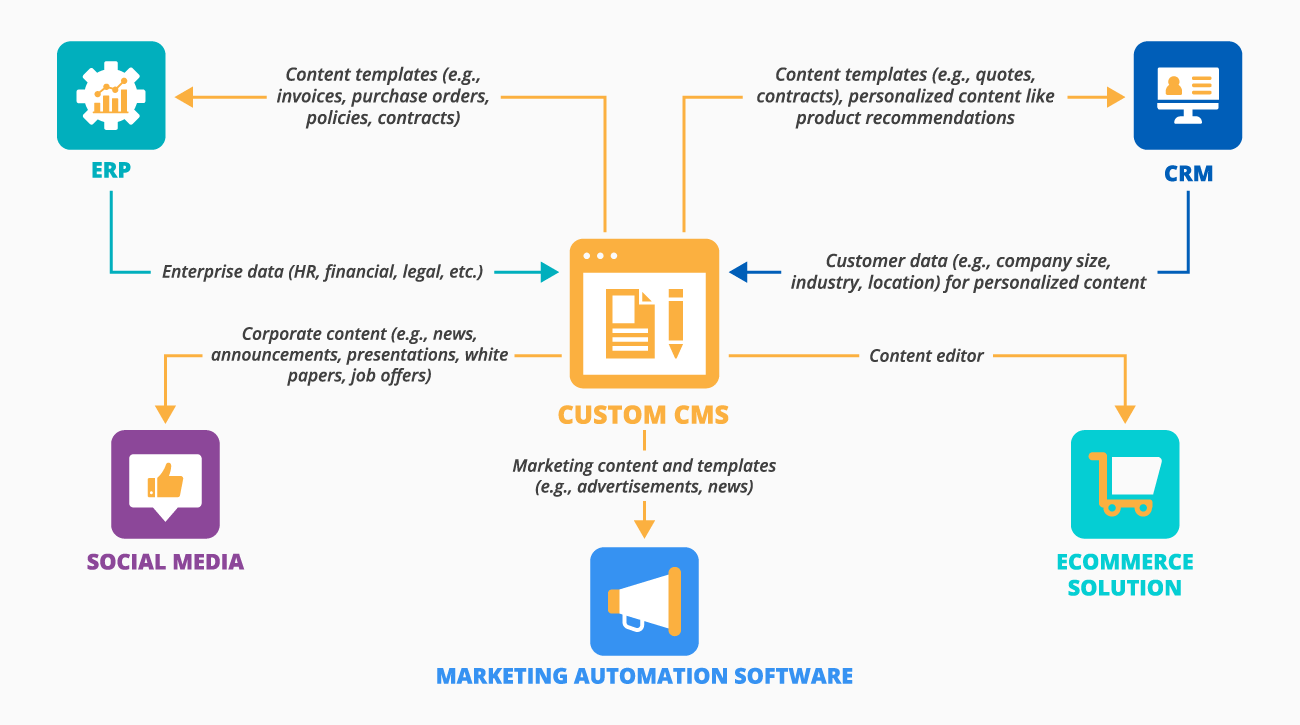 Content templates (e.g.,
invoices, purchase orders,
policies, contracts)
Content templates (e.g., quotes,
contracts), personalized content like
product recommendations
ERP
CRM
Enterprise data (HR, financial, legal, etc.)
Customer data (e.g., company size,
industry, location) for personalized content
Corporate content (e.g., news,
announcements, presentations, white
papers, job offers)
Content editor
CUSTOM CMS
Marketing content and templates
(e.g., advertisements, news)
SOCIAL MEDIA
ECOMMERCE
SOLUTION
MARKETING AUTOMATION SOFTWARE